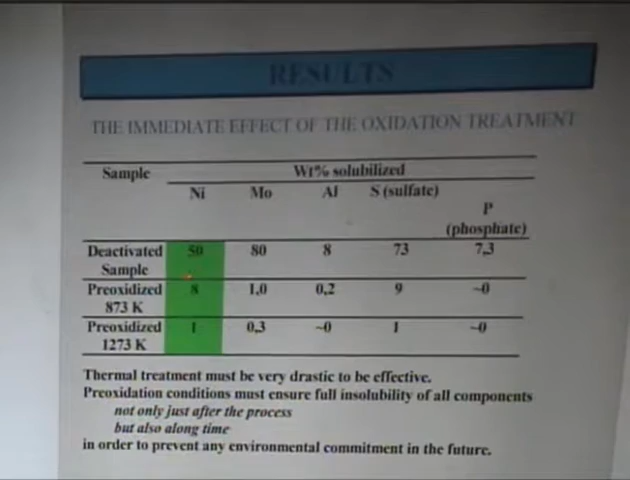 RESULTS
THE IMMEDIATE EFFECT OF THE OXIDATION TREATMENT
Sample Wt% solubilized
Ni Mo Al S (sulfate) P (phosphate)
Deactivated Sample 50 80 8 73 7,3
Preoxidized 873 K 8 1,0 0,2 9 ~0
Preoxidized 1273 K 1 0,3 ~0 1 ~0
Thermal treatment must be very drastic to be effective.
Preoxidation conditions must ensure full insolubility of all components
not only just after the process
but also along time
in order to prevent any environmental commitment in the future.